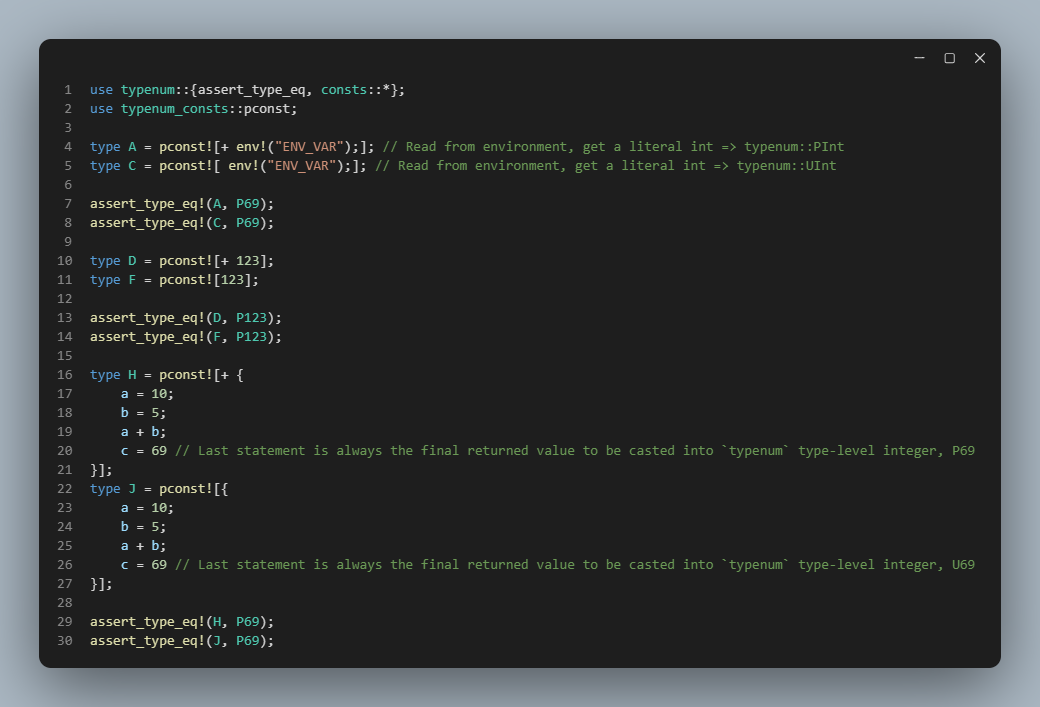 1 use typenum::{assert_type_eq, consts::*};
2 use typenum_consts::pconst;
3
4 type A = pconst![+ env!("ENV_VAR");]; // Read from environment, get a literal int => typenum::PInt
5 type C = pconst![ env!("ENV_VAR");]; // Read from environment, get a literal int => typenum::UInt
6
7 assert_type_eq!(A, P69);
8 assert_type_eq!(C, P69);
9
10 type D = pconst![+ 123];
11 type F = pconst![123];
12
13 assert_type_eq!(D, P123);
14 assert_type_eq!(F, P123);
15
16 type H = pconst![+ {
17     a = 10;
18     b = 5;
19     a + b;
20     c = 69 // Last statement is always the final returned value to be casted into `typenum` type-level integer, P69
21 }];
22 type J = pconst![{
23     a = 10;
24     b = 5;
25     a + b;
26     c = 69 // Last statement is always the final returned value to be casted into `typenum` type-level integer, U69
27 }];
28
29 assert_type_eq!(H, P69);
30 assert_type_eq!(J, P69);